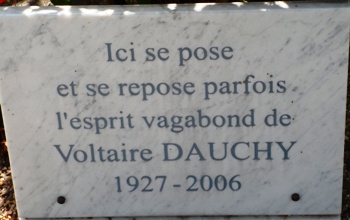 Ici se pose
et se repose parfois
l'esprit vagabond de
Voltaire DAUCHY
1927 - 2006